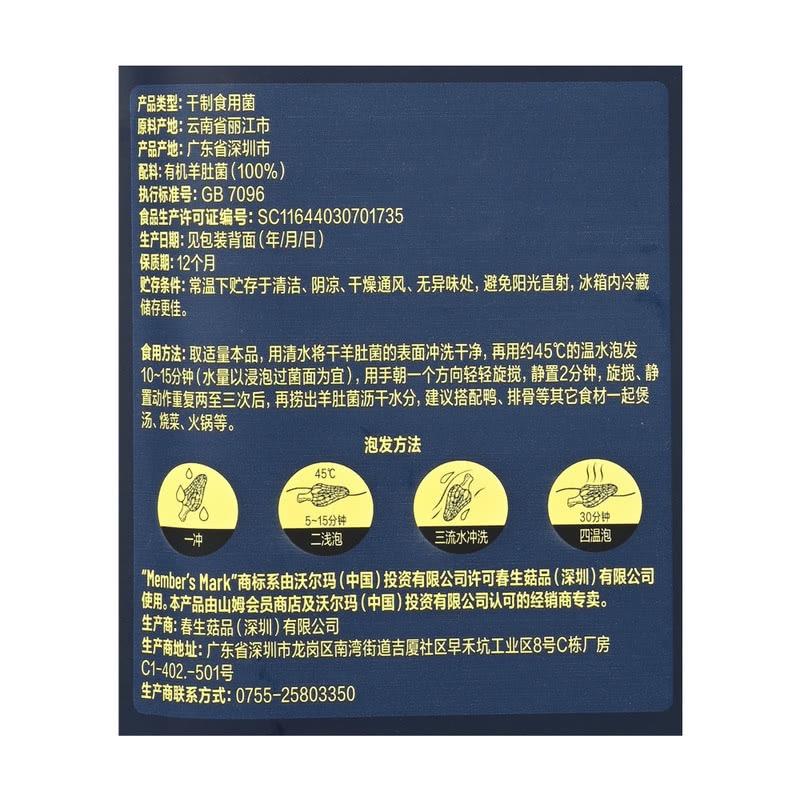 产品类型: 干制食用菌
原料产地: 云南省丽江市
产品产地: 广东省深圳市
配料: 有机羊肚菌(100%)
执行标准号: GB 7096
食品生产许可证编号: SC11644030701735
生产日期: 见包装背面(年/月/日)
保质期: 12个月
贮存条件: 常温下贮存于清洁、阴凉、干燥通风、无异味处, 避免阳光直射, 冰箱内冷藏
储存更佳。
食用方法: 取适量本品, 用清水将干羊肚菌的表面冲洗干净, 再用约45℃的温水泡发
10~15分钟(水量以浸泡过菌面为宜), 用手朝一个方向轻轻旋搅, 静置2分钟, 旋搅、静
置动作重复两至三次后, 再捞出羊肚菌沥干水分, 建议搭配鸭、排骨等其它食材一起煲
汤、烧菜、火锅等。
泡发方法
45℃
5~15分钟
30分钟
一冲
二浅泡
三流水冲洗
四温泡
"Member's Mark"商标系由沃尔玛(中国)投资有限公司许可春生菇品(深圳)有限公司
使用。本产品由山姆会员商店及沃尔玛(中国)投资有限公司认可的经销商专卖。
生产商: 春生菇品(深圳)有限公司
生产商地址: 广东省深圳市龙岗区南湾街道吉厦社区早禾坑工业区8号C栋厂房
C1-402.-501号
生产商联系方式: 0755-25803350